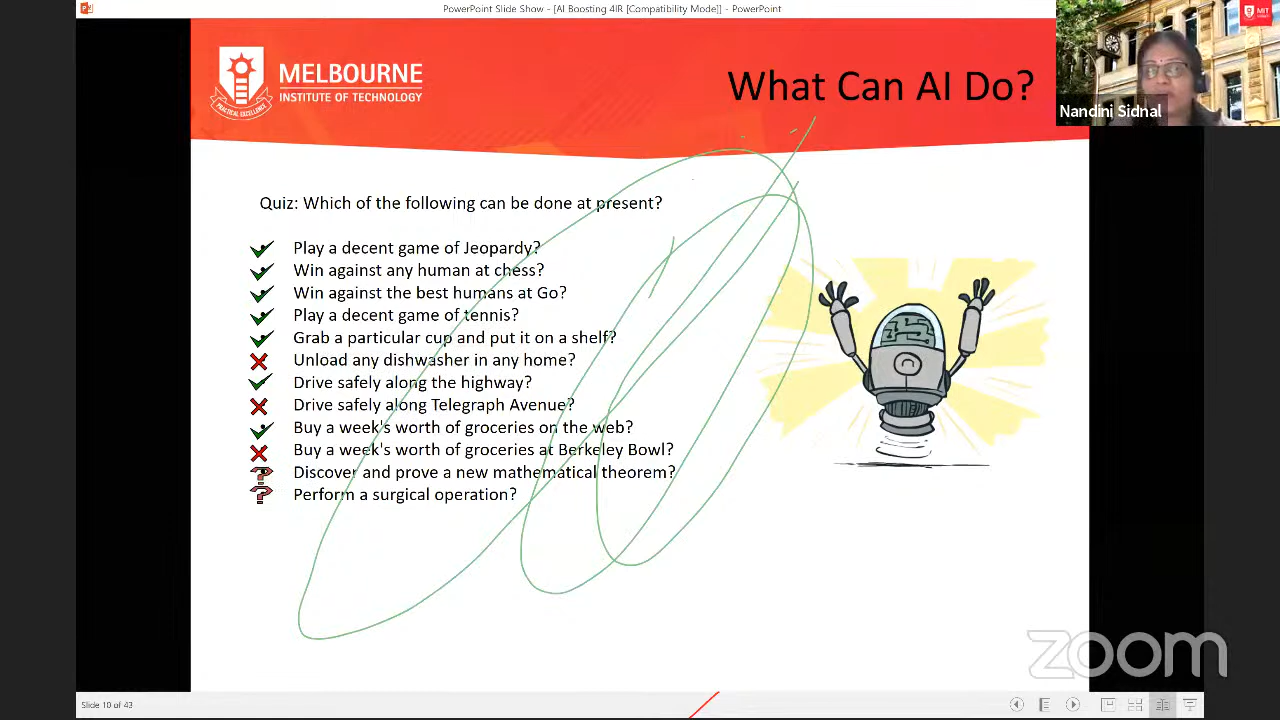 PowerPoint Slide Show - [AI Boosting 4IR [Compatibility Mode]] - PowerPoint
MELBOURNE
INSTITUTE OF TECHNOLOGY
PRACTICAL EXCELLENCE
What Can AI Do?
MIT
Nandini Sidnal
Quiz: Which of the following can be done at present?
Play a decent game of Jeopardy?
Win against any human at chess?
Win against the best humans at Go?
Play a decent game of tennis?
Grab a particular cup and put it on a shelf?
Unload any dishwasher in any home?
Drive safely along the highway?
Drive safely along Telegraph Avenue?
Buy a week's worth of groceries on the web?
Buy a week's worth of groceries at Berkeley Bowl?
Discover and prove a new mathematical theorem?
Perform a surgical operation?
zoom
Slide 10 of 43